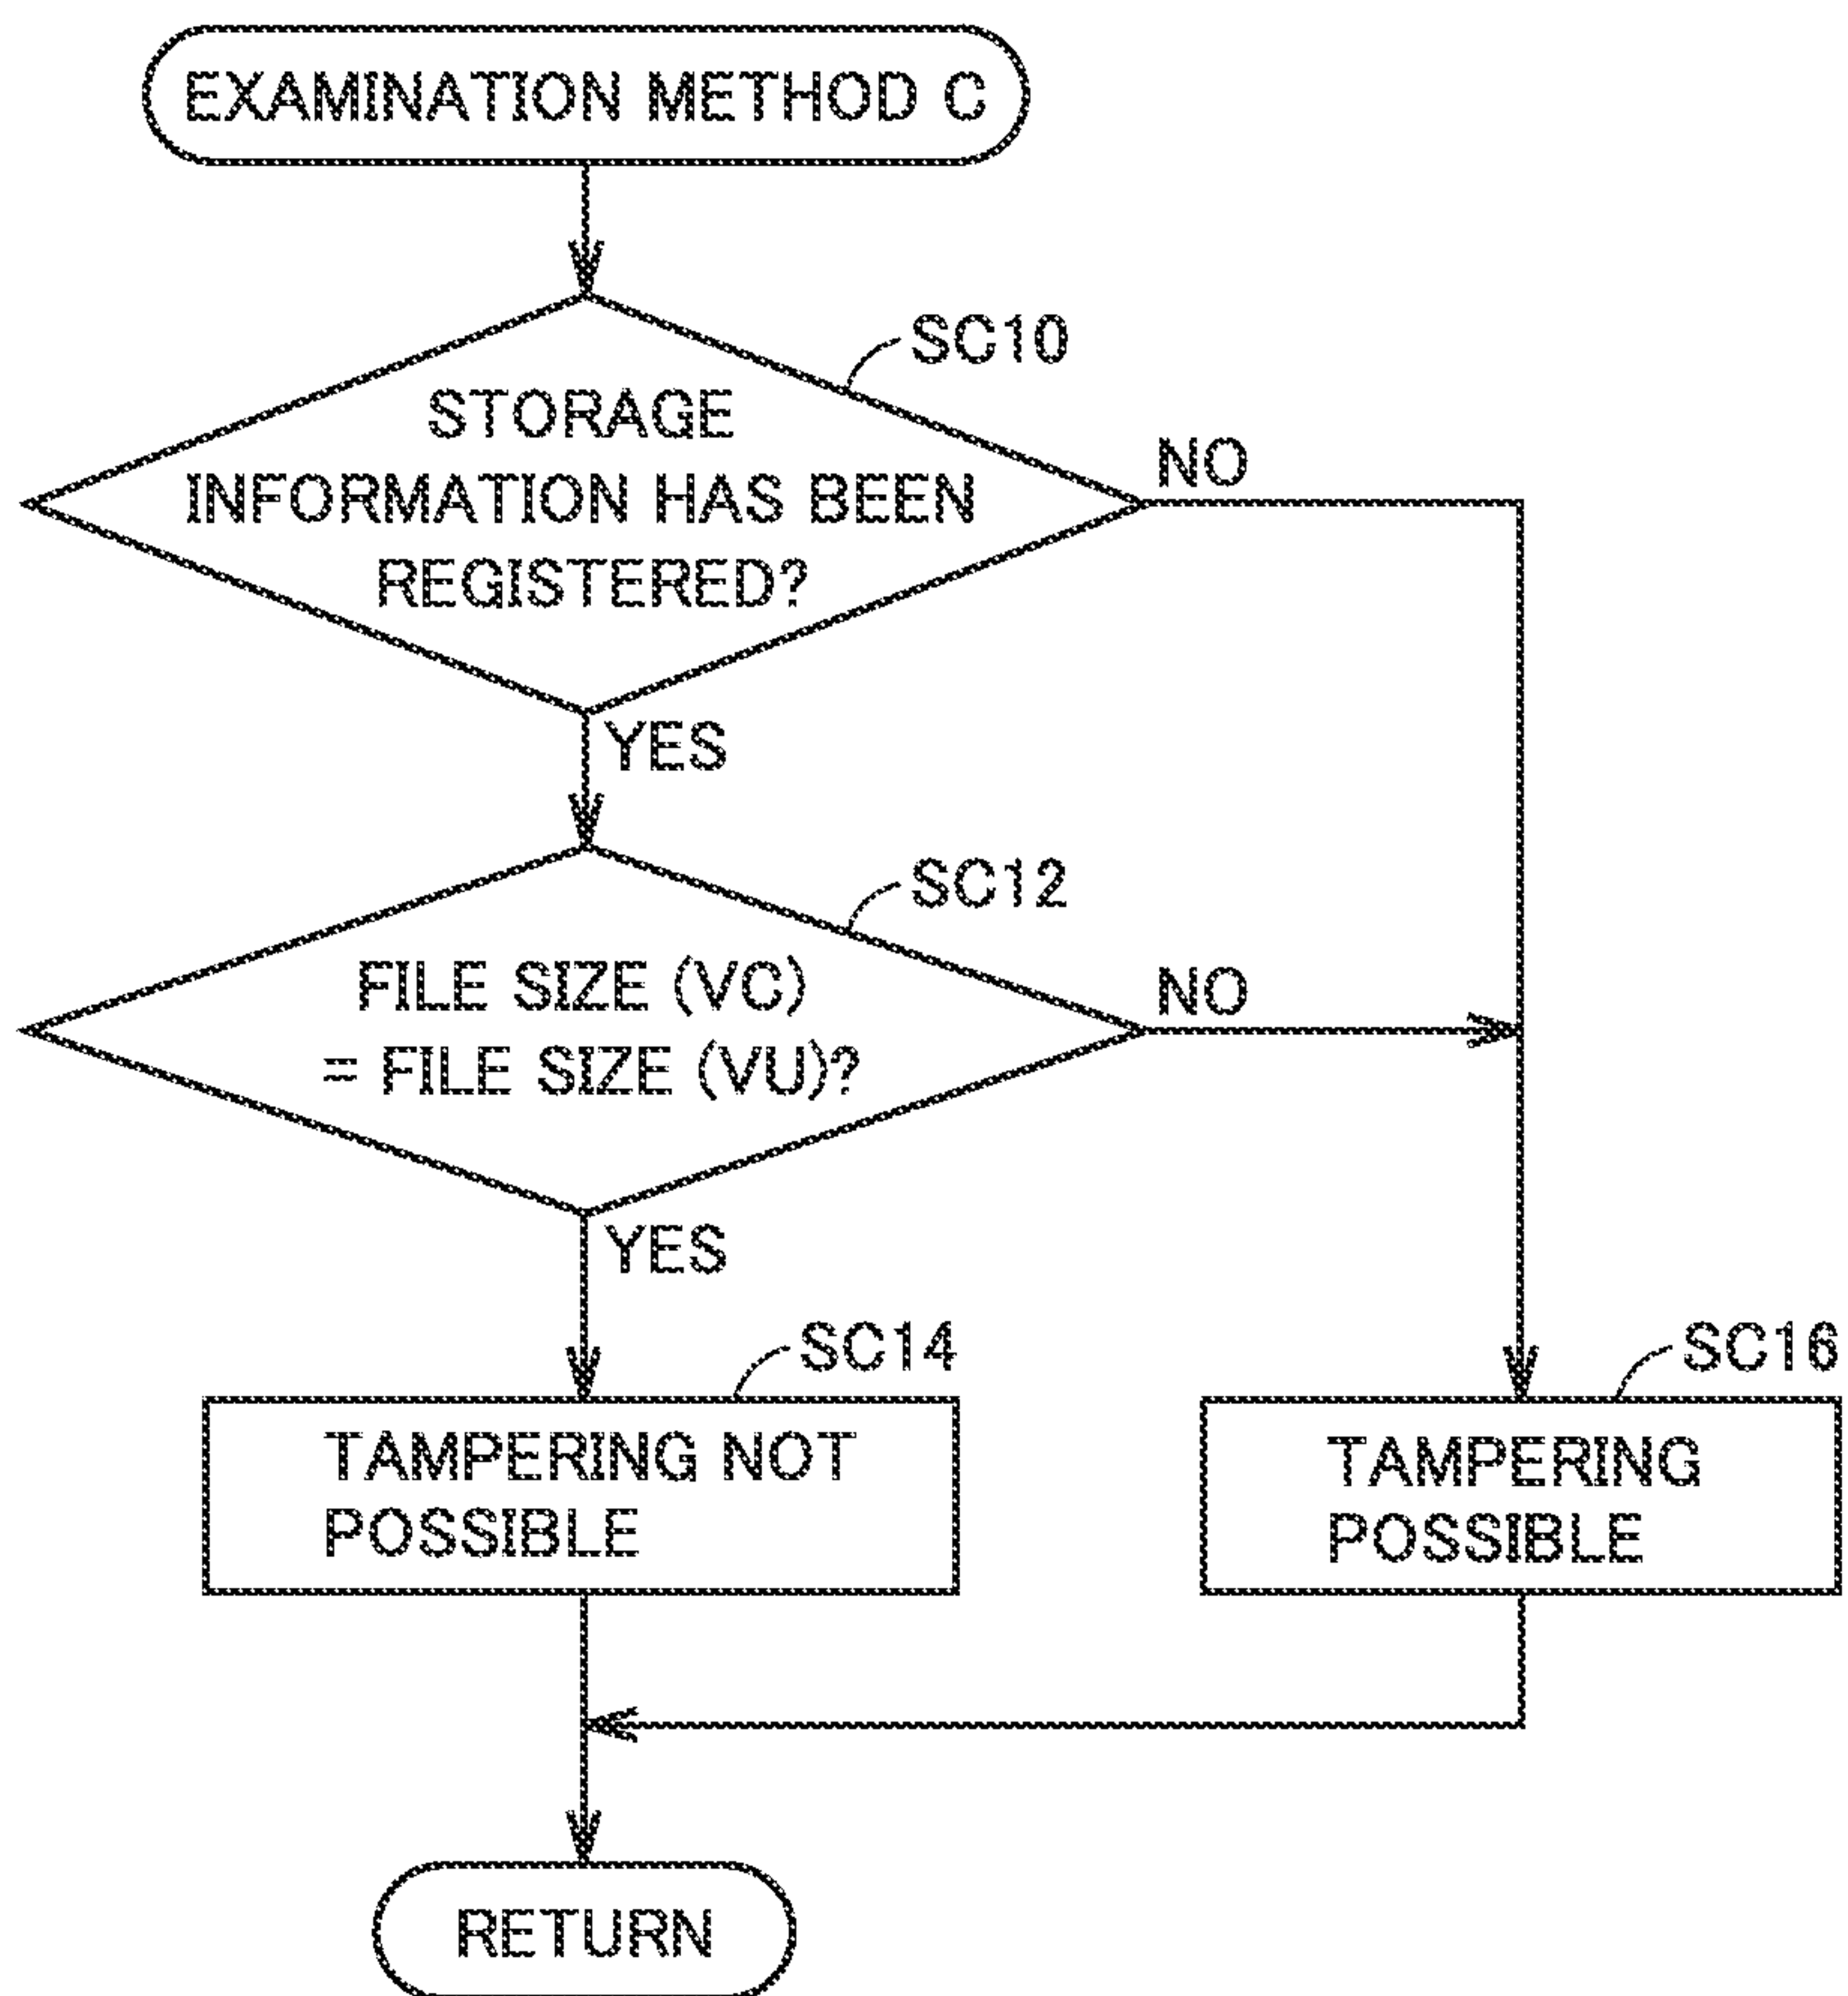 EXAMINATION METHOD C
SC10
STORAGE
INFORMATION HAS BEEN
REGISTERED?
NO
YES
SC12
FILE SIZE (VC)
= FILE SIZE (VU)?
NO
YES
SC14
TAMPERING NOT
POSSIBLE
SC16
TAMPERING
POSSIBLE
RETURN